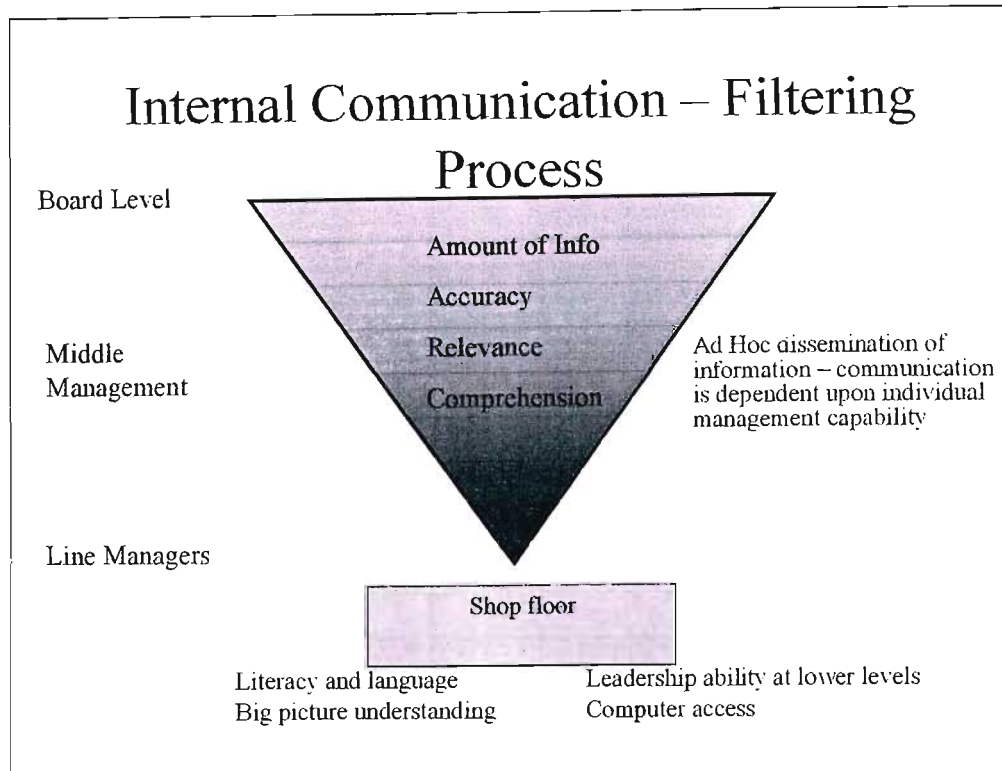 Internal Communication – Filtering
Process
Board Level
Amount of Info
Accuracy
Middle
Management
Relevance
Comprehension
Ad Hoc dissemination of
information – communication
is dependent upon individual
management capability
Line Managers
Shop floor
Literacy and language
Big picture understanding
Leadership ability at lower levels
Computer access